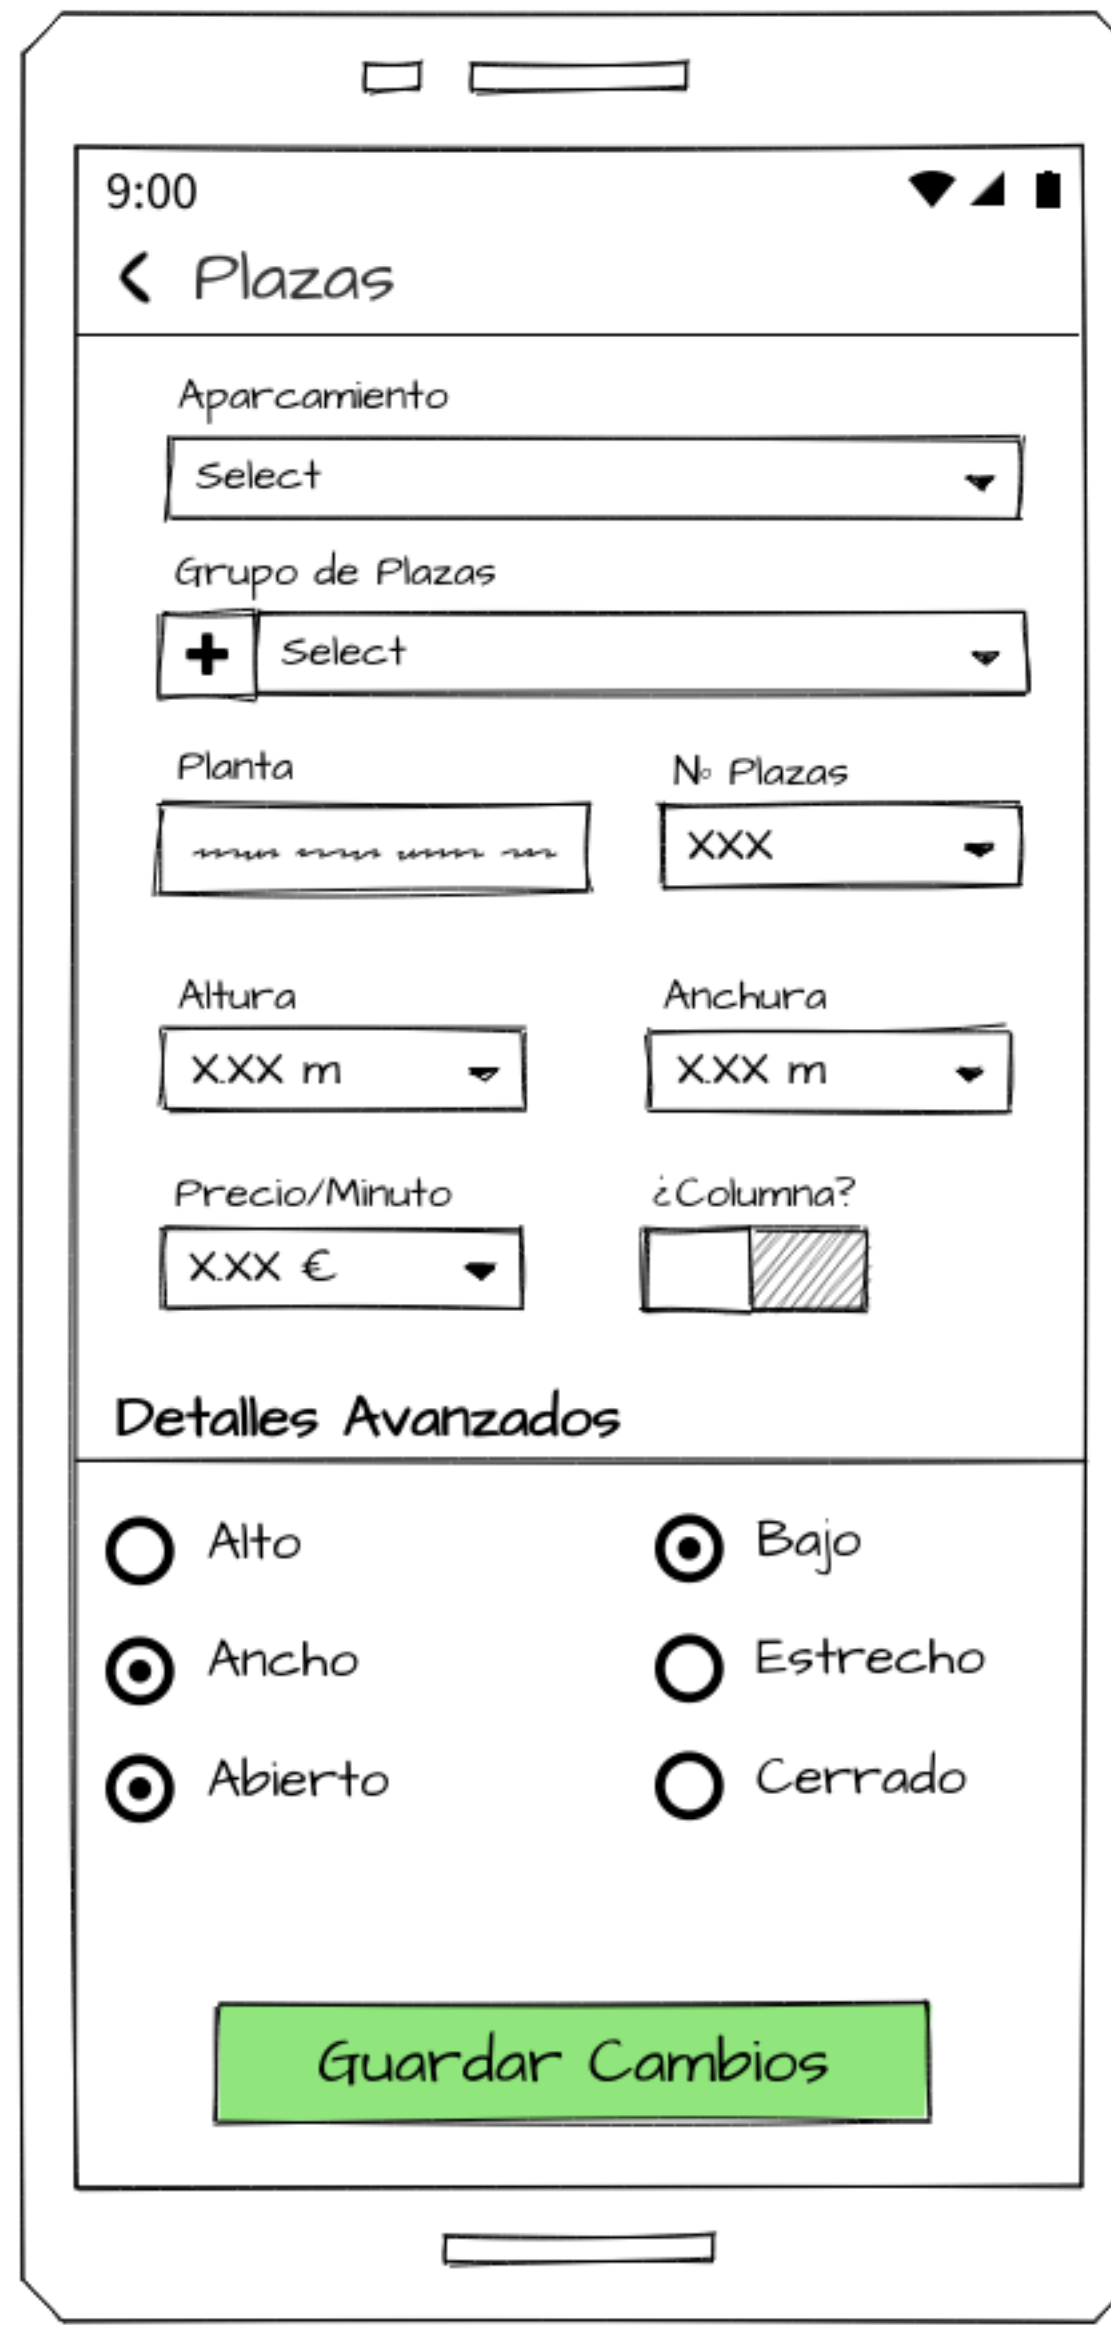 9:00
Plazas
Aparcamiento
Select
Grupo de Plazas
Select
Planta
Nº Plazas
XXX
Altura
Anchura
X.XX m
X.XX m
Precio/Minuto
¿Columna?
X.XX €
Detalles Avanzados
Alto
Bajo
Ancho
Estrecho
Abierto
Cerrado
Guardar Cambios